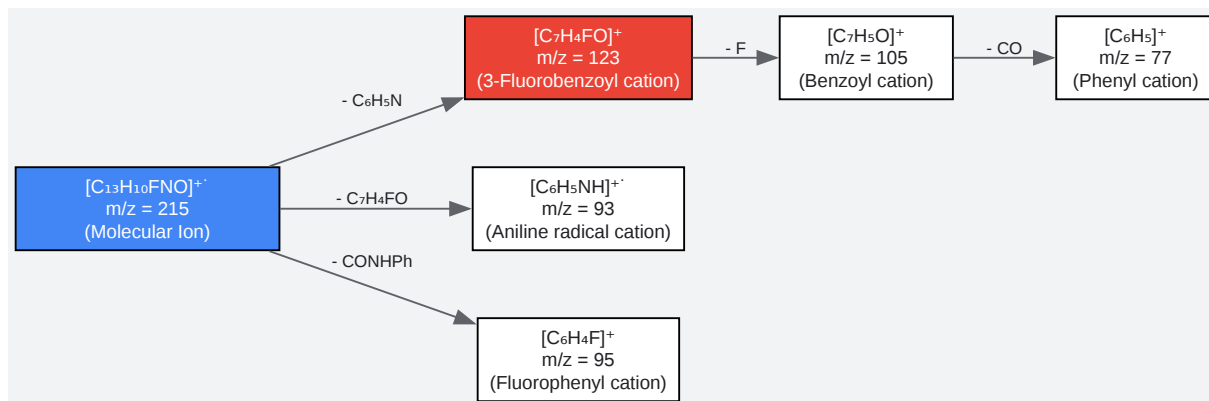 [C₇H₄FO]⁺
m/z = 123
(3-Fluorobenzoyl cation)
- F
[C₇H₅O]⁺
m/z = 105
(Benzoyl cation)
- CO
[C₆H₅]⁺
m/z = 77
(Phenyl cation)
- C₆H₅N
[C₁₃H₁₀FNO]⁺˙
m/z = 215
(Molecular Ion)
- C₇H₄FO
[C₆H₅NH]⁺˙
m/z = 93
(Aniline radical cation)
- CONHPh
[C₆H₄F]⁺
m/z = 95
(Fluorophenyl cation)